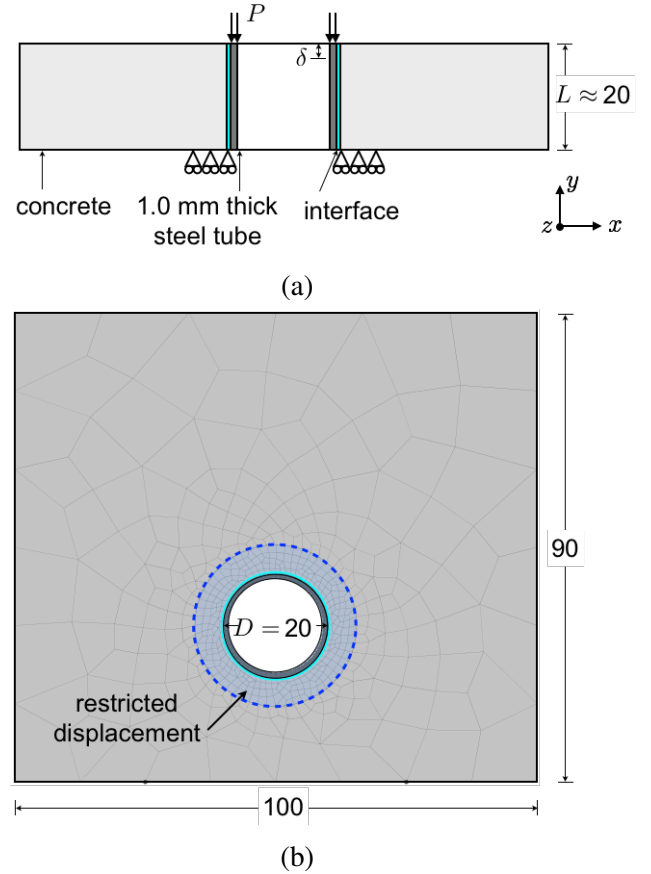 P
δ
L ≈ 20
concrete
1.0 mm thick
steel tube
interface
y
z
x
(a)
90
D = 20
restricted
displacement
100
(b)